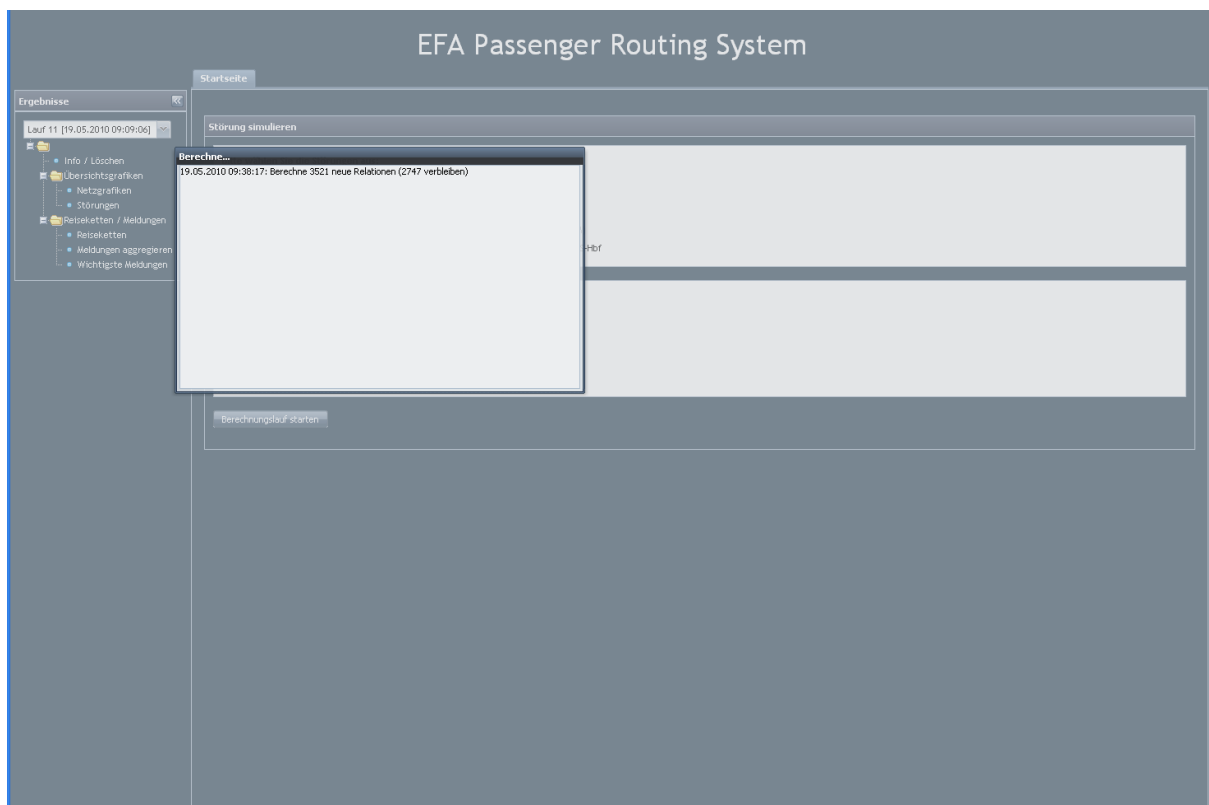 EFA Passenger Routing System
Startseite
Ergebnisse
Lauf 11 [19.05.2010 09:09:06]
Info / Löschen
Übersichtsgrafiken
Netzgrafiken
Störungen
Reiseketten / Meldungen
Reiseketten
Meldungen aggregieren
Wichtigste Meldungen
Störung simulieren
Berechne...
19.05.2010 09:38:17: Berechne 3521 neue Relationen (2747 verbleiben)
-Hbf
Berechnungslauf starten